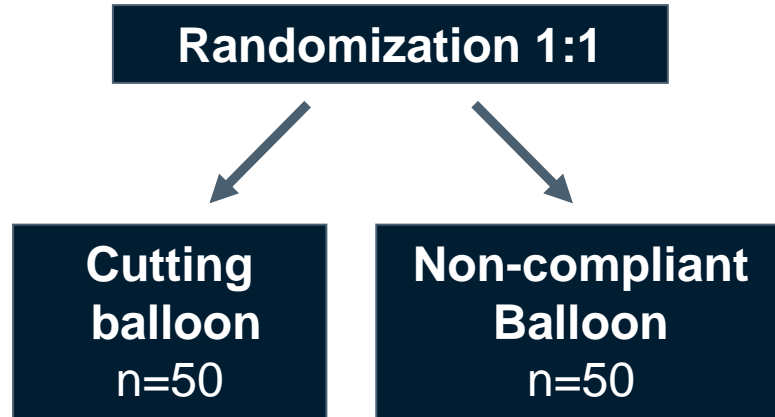 Randomization 1:1
Cutting
balloon
n=50
Non-compliant
Balloon
n=50